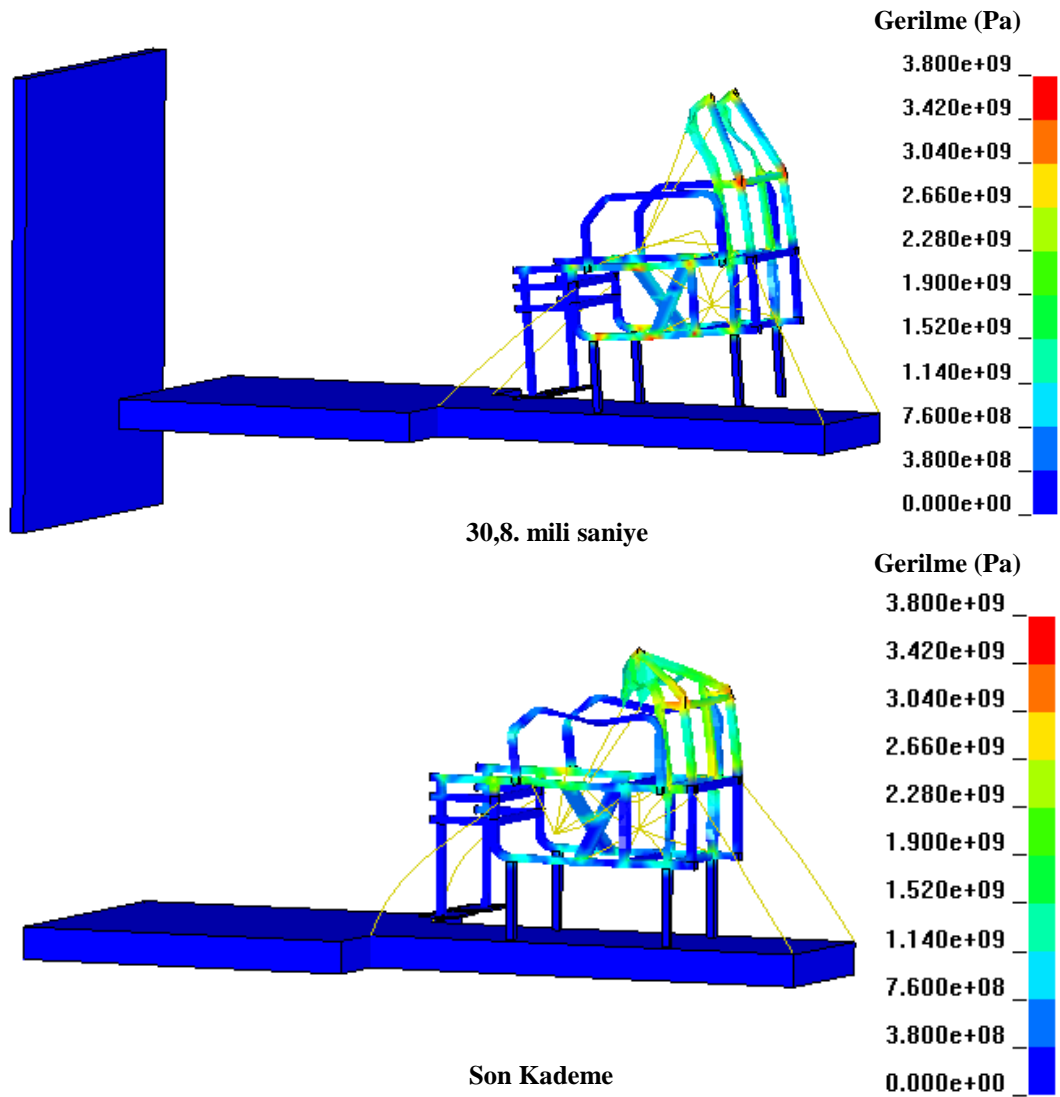 Gerilme (Pa)
3.800e+09
3.420e+09
3.040e+09
2.660e+09
2.280e+09
1.900e+09
1.520e+09
1.140e+09
7.600e+08
3.800e+08
0.000e+00
30,8. mili saniye
Gerilme (Pa)
3.800e+09
3.420e+09
3.040e+09
2.660e+09
2.280e+09
1.900e+09
1.520e+09
1.140e+09
7.600e+08
3.800e+08
0.000e+00
Son Kademe